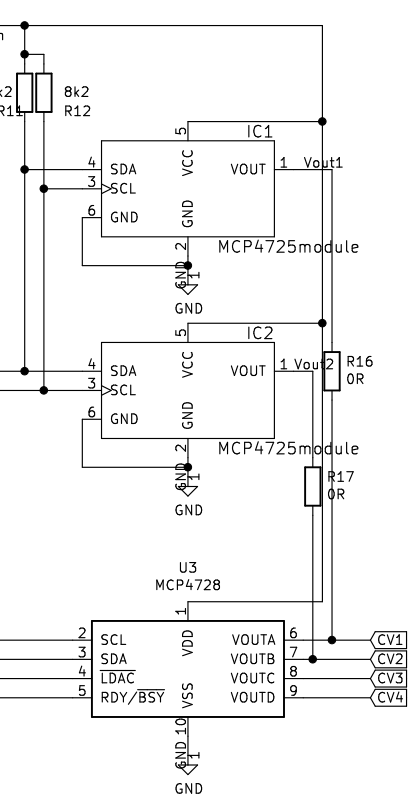 n
k2
R11
8k2
R12
IC1
5
VCC
4 SDA
3 SCL
6 GND
VOUT 1 Vout1
GND
2
MCP4725module
GND 1
GND
IC2
5
VCC
4 SDA
3 SCL
6 GND
VOUT 1 Vout2
GND
2
MCP4725module
GND 1
GND
R16
0R
R17
0R
U3
MCP4728
1
VDD
2 SCL VOUTA 6 CV1
3 SDA VOUTB 7 CV2
4 LDAC VOUTC 8 CV3
5 RDY/BSY VOUTD 9 CV4
VSS
10
GND 1
GND